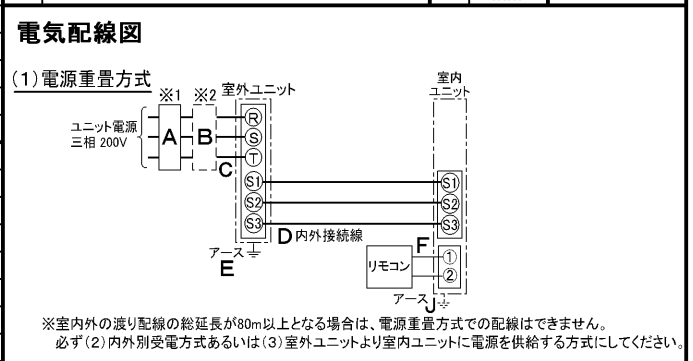 電気配線図
(1)電源重畳方式
※1
※2
室外ユニット
室内
ユニット
ユニット電源
三相 200V
A
B
R
S
T
C
S1
S2
S3
S1
S2
S3
D 内外接続線
アース
E
リモコン
F
①
②
アース J
※室内外の渡り配線の総延長が80m以上となる場合は、電源重畳方式での配線はできません。
必ず(2)内外別受電方式あるいは(3)室外ユニットより室内ユニットに電源を供給する方式にしてください。